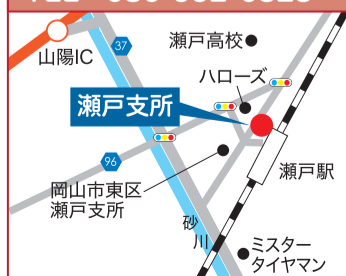 山陽IC
37
瀬戸高校
ハローズ
瀬戸支所
96
岡山市東区
瀬戸支所
瀬戸駅
砂川
ミスター
タイヤマン